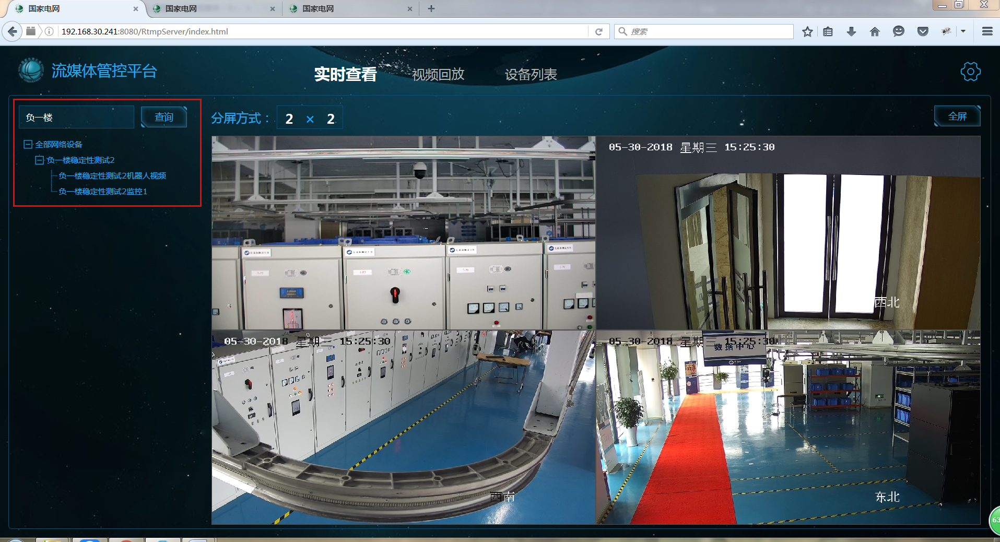 国家电网
国家电网
国家电网
192.168.30.241:8080/RtmpServer/index.html
搜索
流媒体管控平台
实时查看
视频回放
设备列表
负一楼
查询
分屏方式：
2 × 2
全屏
全部网络设备
负一楼稳定性测试2
负一楼稳定性测试2机器人视频
负一楼稳定性测试2监控1
05-30-2018 星期三 15:25:30
西北
05-30-2018 星期三 15:25:30
西南
05-30-2018 星期三 15:25:30
数据中心
东北
63